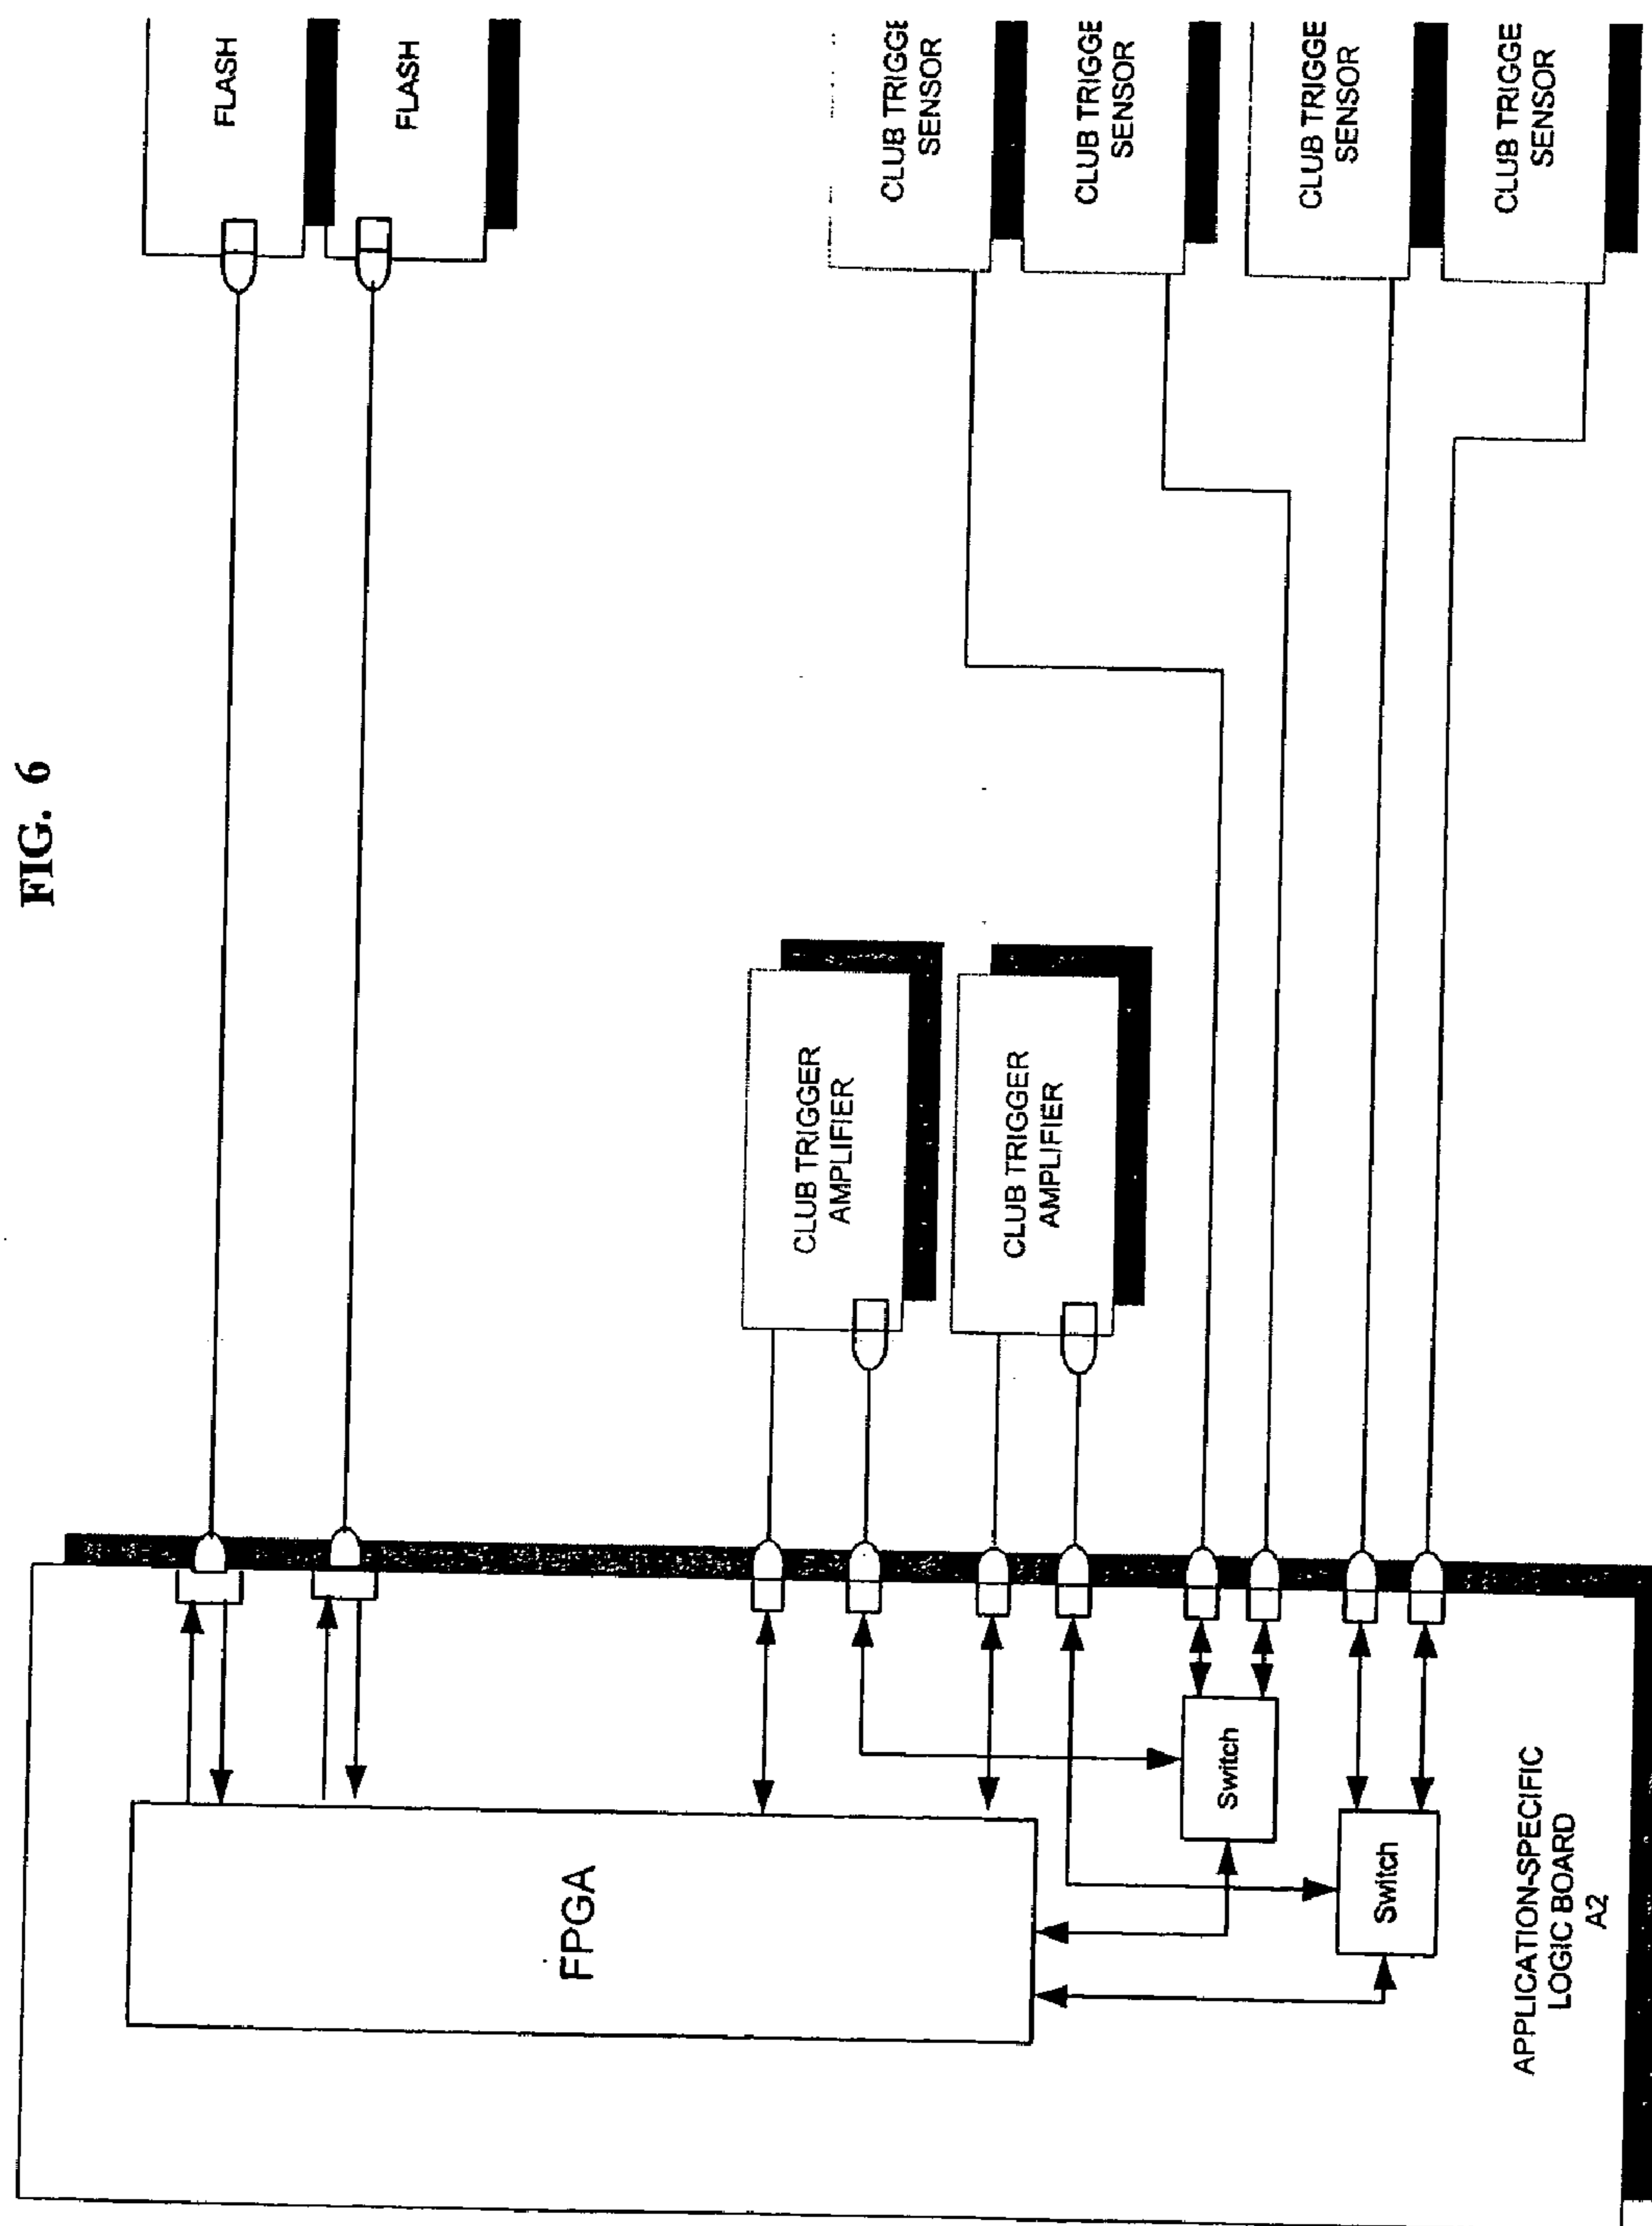 FIG. 6
FLASH
FLASH
CLUB TRIGGE
SENSOR
CLUB TRIGGE
SENSOR
CLUB TRIGGE
SENSOR
CLUB TRIGGE
SENSOR
CLUB TRIGGER
AMPLIFIER
CLUB TRIGGER
AMPLIFIER
FPGA
Switch
Switch
APPLICATION-SPECIFIC
LOGIC BOARD
A2